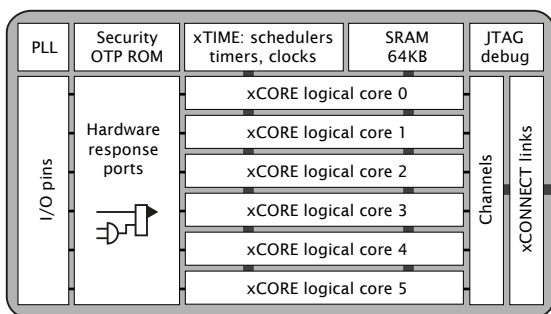 PLL
Security
OTP ROM
xTIME: schedulers
timers, clocks
SRAM
64KB
JTAG
debug
I/O pins
Hardware
response
ports
xCORE logical core 0
xCORE logical core 1
xCORE logical core 2
xCORE logical core 3
xCORE logical core 4
xCORE logical core 5
Channels
xCONNECT links